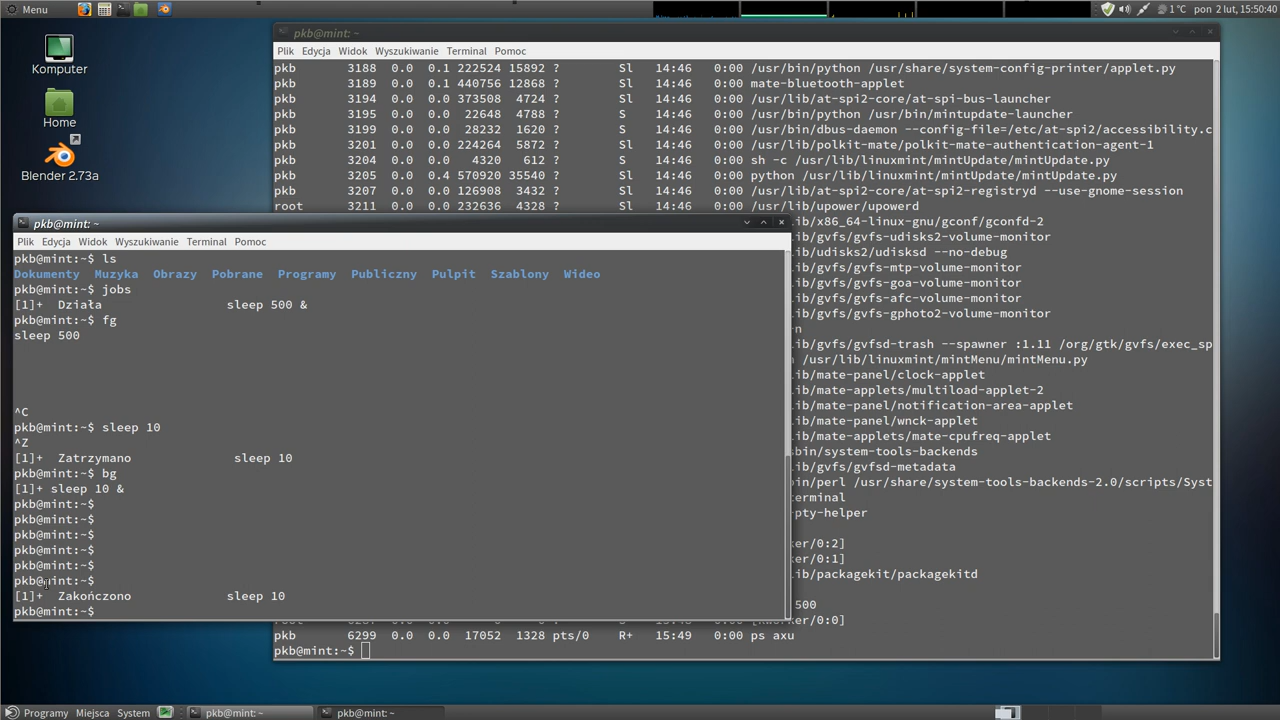 Menu
1 °C pon 2 lut, 15:50:40
Komputer
Home
Blender 2.73a
pkb@mint: ~
Plik Edycja Widok Wyszukiwanie Terminal Pomoc
pkb 3188 0.0 0.1 222524 15892 ? Sl 14:46 0:00 /usr/bin/python /usr/share/system-config-printer/applet.py
pkb 3189 0.0 0.1 440756 12868 ? Sl 14:46 0:00 mate-bluetooth-applet
pkb 3194 0.0 0.0 373508 4724 ? Sl 14:46 0:00 /usr/lib/at-spi2-core/at-spi-bus-launcher
pkb 3195 0.0 0.0 22648 4788 ? S 14:46 0:00 /usr/bin/python /usr/bin/mintupdate-launcher
pkb 3199 0.0 0.0 28232 1620 ? S 14:46 0:00 /usr/bin/dbus-daemon --config-file=/etc/at-spi2/accessibility.c
pkb 3201 0.0 0.0 224264 5872 ? Sl 14:46 0:00 /usr/lib/polkit-mate/polkit-mate-authentication-agent-1
pkb 3204 0.0 0.0 4320 612 ? S 14:46 0:00 sh -c /usr/lib/linuxmint/mintUpdate/mintUpdate.py
pkb 3205 0.0 0.4 570920 35540 ? Sl 14:46 0:00 python /usr/lib/linuxmint/mintUpdate/mintUpdate.py
pkb 3207 0.0 0.0 126908 3432 ? Sl 14:46 0:00 /usr/lib/at-spi2-core/at-spi2-registryd --use-gnome-session
root 3211 0.0 0.0 232636 4328 ? Sl 14:46 0:00 /usr/lib/upower/upowerd
ib/x86_64-linux-gnu/gconf/gconfd-2
ib/gvfs/gvfs-udisks2-volume-monitor
ib/udisks2/udisksd --no-debug
ib/gvfs/gvfs-mtp-volume-monitor
ib/gvfs/gvfs-goa-volume-monitor
ib/gvfs/gvfs-afc-volume-monitor
ib/gvfs/gvfs-gphoto2-volume-monitor
-n
ib/gvfs/gvfsd-trash --spawner :1.11 /org/gtk/gvfs/exec_sp
/usr/lib/linuxmint/mintMenu/mintMenu.py
ib/mate-panel/clock-applet
ib/mate-applets/multiload-applet-2
ib/mate-panel/notification-area-applet
ib/mate-panel/wnck-applet
ib/mate-applets/mate-cpufreq-applet
bin/system-tools-backends
ib/gvfs/gvfsd-metadata
bin/perl /usr/share/system-tools-backends-2.0/scripts/Syst
terminal
-pty-helper
ker/0:2]
ker/0:1]
ib/packagekit/packagekitd
500
[kworker/0:0]
pkb 6299 0.0 0.0 17052 1328 pts/0 R+ 15:49 0:00 ps axu
pkb@mint:~$
pkb@mint: ~
Plik Edycja Widok Wyszukiwanie Terminal Pomoc
pkb@mint:~$ ls
Dokumenty Muzyka Obrazy Pobrane Programy Publiczny Pulpit Szablony Wideo
pkb@mint:~$ jobs
[1]+ Działa sleep 500 &
pkb@mint:~$ fg
sleep 500
^C
pkb@mint:~$ sleep 10
^Z
[1]+ Zatrzymano sleep 10
pkb@mint:~$ bg
[1]+ sleep 10 &
pkb@mint:~$
pkb@mint:~$
pkb@mint:~$
pkb@mint:~$
pkb@mint:~$
pkb@mint:~$
[1]+ Zakończono sleep 10
pkb@mint:~$
Programy Miejsca System pkb@mint: ~ pkb@mint: ~